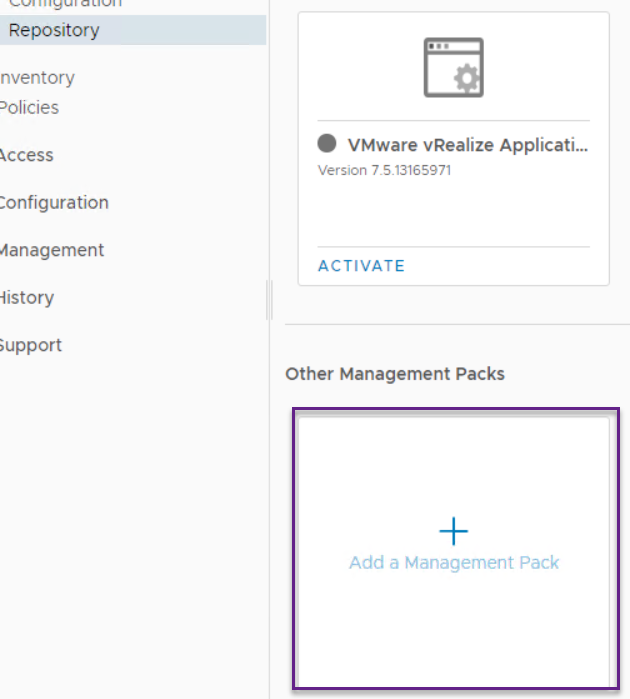 Configuration
Repository
Inventory
Policies
Access
Configuration
Management
History
Support
VMware vRealize Applicati...
Version 7.5.13165971
ACTIVATE
Other Management Packs
Add a Management Pack